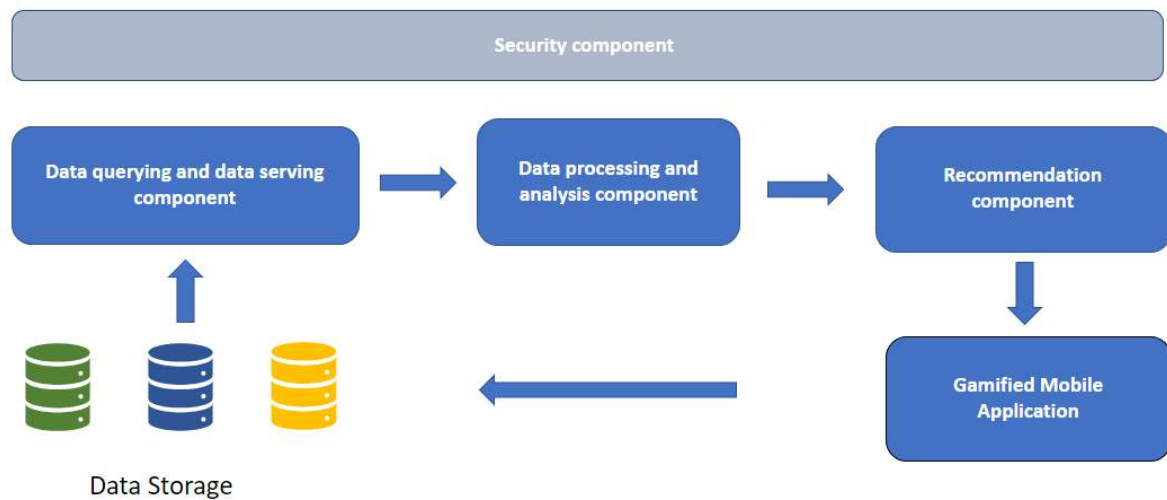 Security component
Data querying and data serving
component
Data processing and
analysis component
Recommendation
component
Gamified Mobile
Application
Data Storage